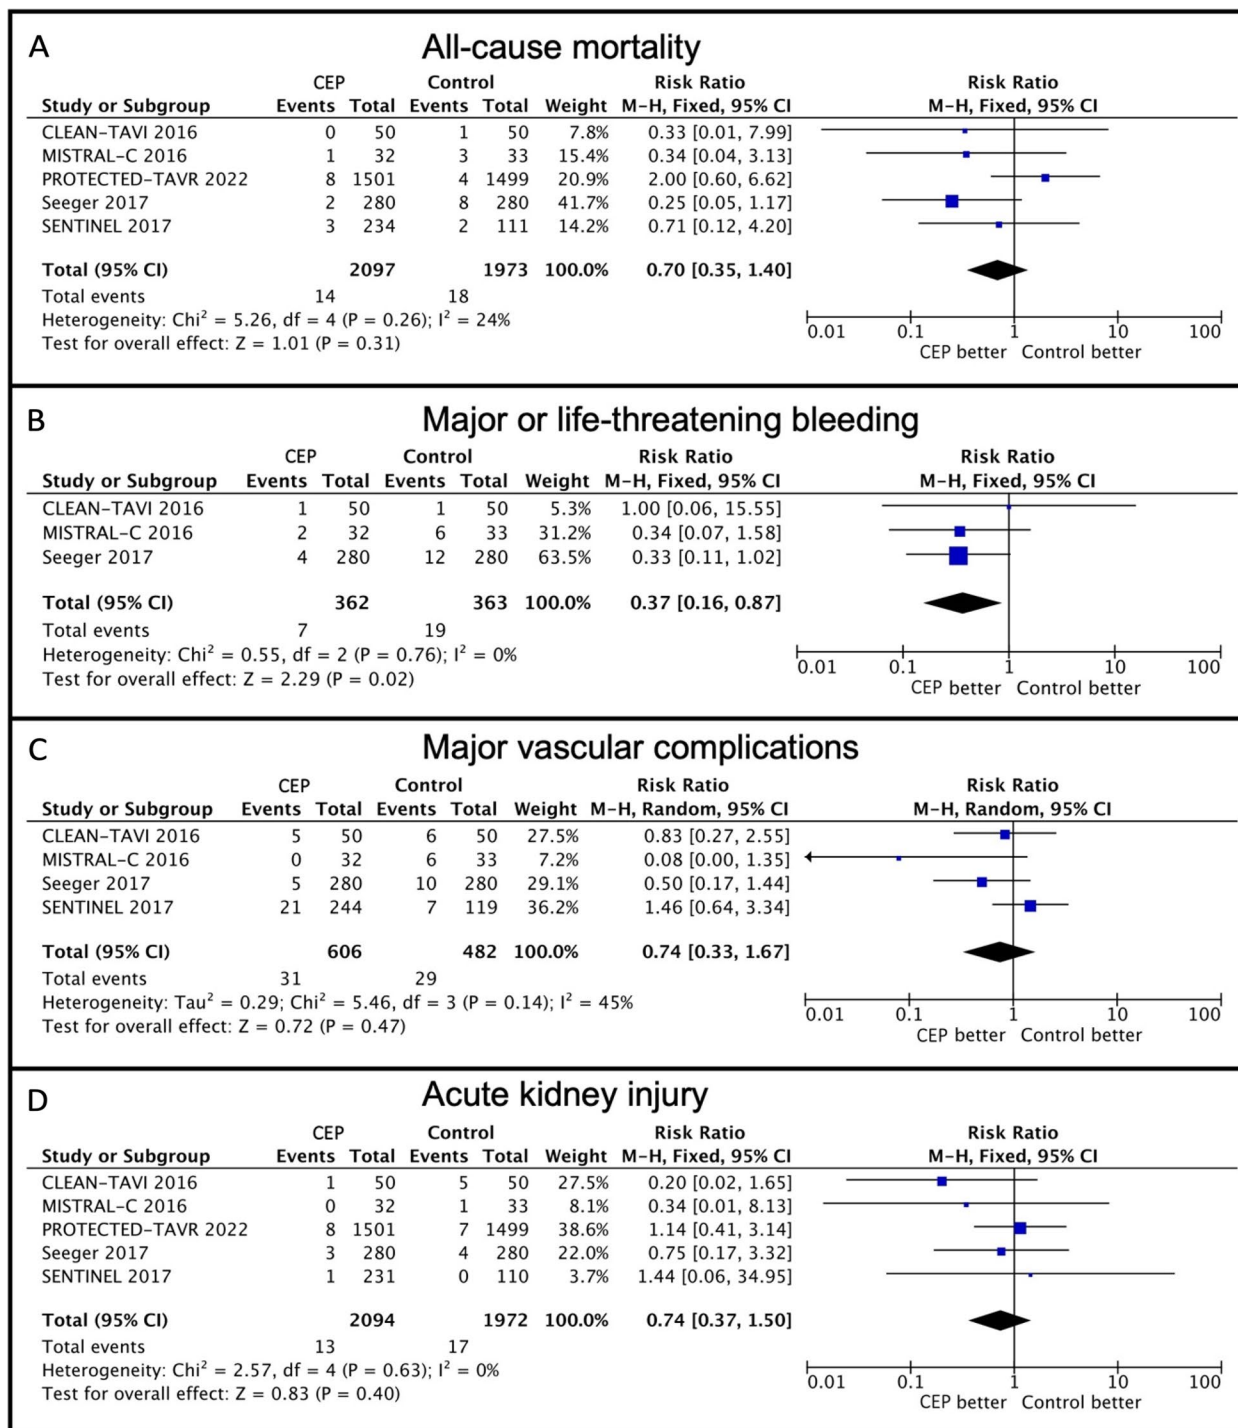 A All-cause mortality
CEP Control Risk Ratio Risk Ratio
Study or Subgroup Events Total Events Total Weight M-H, Fixed, 95% CI M-H, Fixed, 95% CI
CLEAN-TAVI 2016 0 50 1 50 7.8% 0.33 [0.01, 7.99]
MISTRAL-C 2016 1 32 3 33 15.4% 0.34 [0.04, 3.13]
PROTECTED-TAVR 2022 8 1501 4 1499 20.9% 2.00 [0.60, 6.62]
Seeger 2017 2 280 8 280 41.7% 0.25 [0.05, 1.17]
SENTINEL 2017 3 234 2 111 14.2% 0.71 [0.12, 4.20]
Total (95% CI) 2097 1973 100.0% 0.70 [0.35, 1.40]
Total events 14 18
Heterogeneity: Chi² = 5.26, df = 4 (P = 0.26); I² = 24%
Test for overall effect: Z = 1.01 (P = 0.31)
0.01 0.1 1 10 100
CEP better Control better
B Major or life-threatening bleeding
CEP Control Risk Ratio Risk Ratio
Study or Subgroup Events Total Events Total Weight M-H, Fixed, 95% CI M-H, Fixed, 95% CI
CLEAN-TAVI 2016 1 50 1 50 5.3% 1.00 [0.06, 15.55]
MISTRAL-C 2016 2 32 6 33 31.2% 0.34 [0.07, 1.58]
Seeger 2017 4 280 12 280 63.5% 0.33 [0.11, 1.02]
Total (95% CI) 362 363 100.0% 0.37 [0.16, 0.87]
Total events 7 19
Heterogeneity: Chi² = 0.55, df = 2 (P = 0.76); I² = 0%
Test for overall effect: Z = 2.29 (P = 0.02)
0.01 0.1 1 10 100
CEP better Control better
C Major vascular complications
CEP Control Risk Ratio Risk Ratio
Study or Subgroup Events Total Events Total Weight M-H, Random, 95% CI M-H, Random, 95% CI
CLEAN-TAVI 2016 5 50 6 50 27.5% 0.83 [0.27, 2.55]
MISTRAL-C 2016 0 32 6 33 7.2% 0.08 [0.00, 1.35]
Seeger 2017 5 280 10 280 29.1% 0.50 [0.17, 1.44]
SENTINEL 2017 21 244 7 119 36.2% 1.46 [0.64, 3.34]
Total (95% CI) 606 482 100.0% 0.74 [0.33, 1.67]
Total events 31 29
Heterogeneity: Tau² = 0.29; Chi² = 5.46, df = 3 (P = 0.14); I² = 45%
Test for overall effect: Z = 0.72 (P = 0.47)
0.01 0.1 1 10 100
CEP better Control better
D Acute kidney injury
CEP Control Risk Ratio Risk Ratio
Study or Subgroup Events Total Events Total Weight M-H, Fixed, 95% CI M-H, Fixed, 95% CI
CLEAN-TAVI 2016 1 50 5 50 27.5% 0.20 [0.02, 1.65]
MISTRAL-C 2016 0 32 1 33 8.1% 0.34 [0.01, 8.13]
PROTECTED-TAVR 2022 8 1501 7 1499 38.6% 1.14 [0.41, 3.14]
Seeger 2017 3 280 4 280 22.0% 0.75 [0.17, 3.32]
SENTINEL 2017 1 231 0 110 3.7% 1.44 [0.06, 34.95]
Total (95% CI) 2094 1972 100.0% 0.74 [0.37, 1.50]
Total events 13 17
Heterogeneity: Chi² = 2.57, df = 4 (P = 0.63); I² = 0%
Test for overall effect: Z = 0.83 (P = 0.40)
0.01 0.1 1 10 100
CEP better Control better